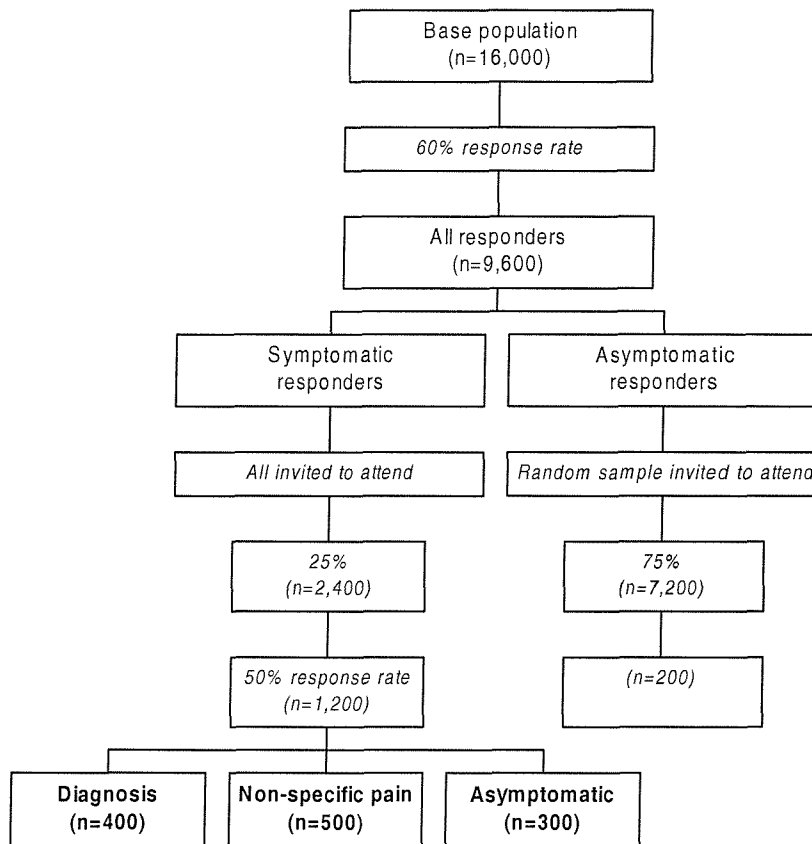 Base population
(n=16,000)
60% response rate
All responders
(n=9,600)
Symptomatic
responders
Asymptomatic
responders
All invited to attend
Random sample invited to attend
25%
(n=2,400)
75%
(n=7,200)
50% response rate
(n=1,200)
(n=200)
Diagnosis
(n=400)
Non-specific pain
(n=500)
Asymptomatic
(n=300)